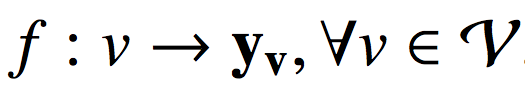 f : v → y_v, ∀v ∈ 𝒱.